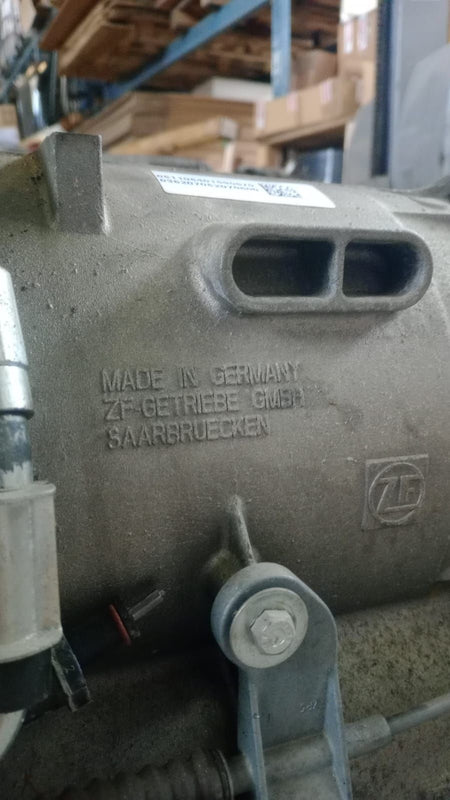 MADE IN GERMANY
ZF-GETRIEBE GMBH
SAARBRUECKEN
ZF